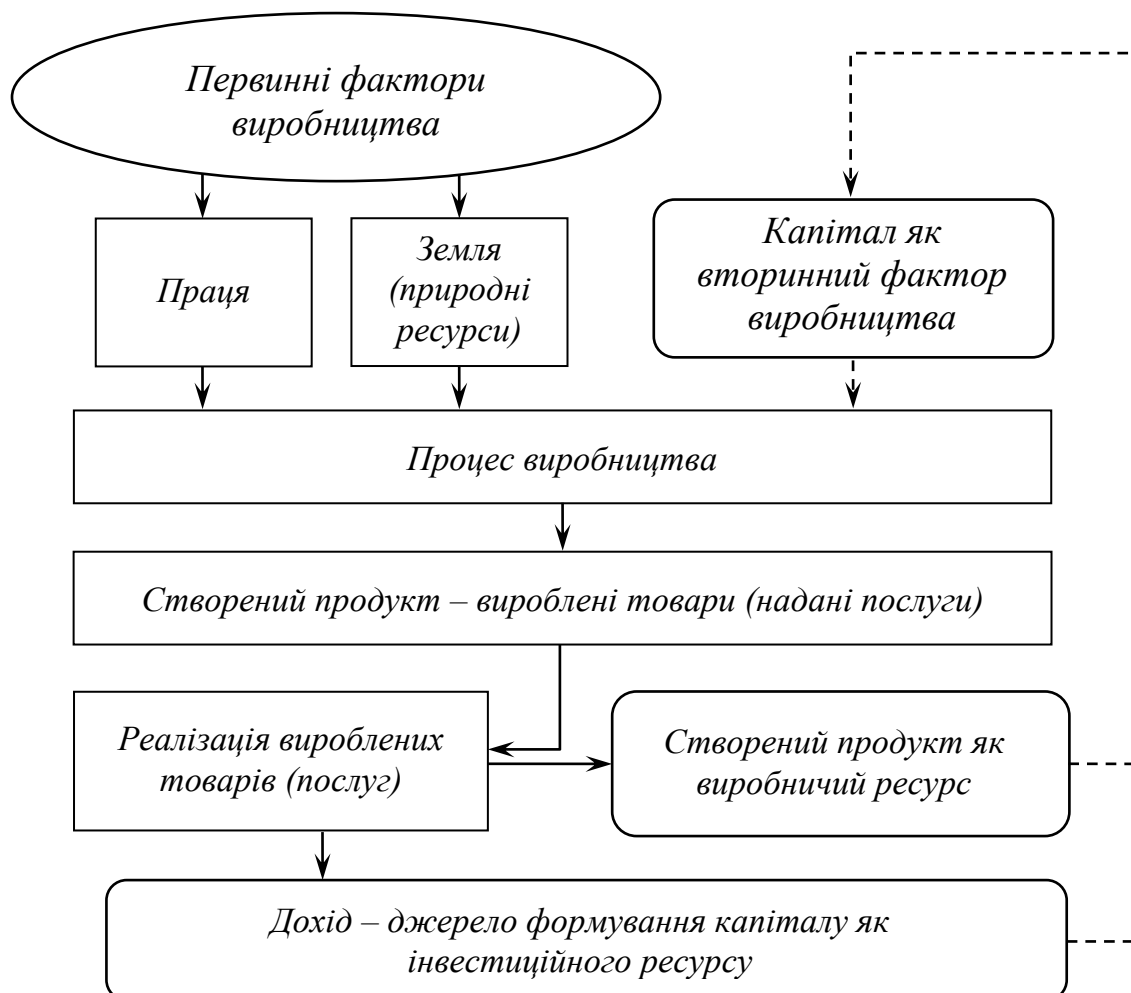 Первинні фактори
виробництва
Праця
Земля
(природні
ресурси)
Капітал як
вторинний фактор
виробництва
Процес виробництва
Створений продукт – вироблені товари (надані послуги)
Реалізація вироблених
товарів (послуг)
Створений продукт як
виробничий ресурс
Дохід – джерело формування капіталу як
інвестиційного ресурсу